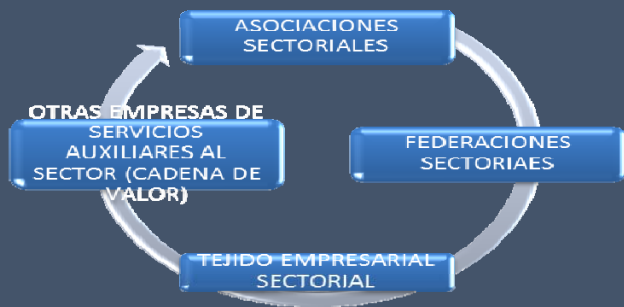 ASOCIACIONES
SECTORIALES
FEDERACIONES
SECTORIAES
TEJIDO EMPRESARIAL
SECTORIAL
OTRAS EMPRESAS DE
SERVICIOS
AUXILIARES AL
SECTOR (CADENA DE
VALOR)